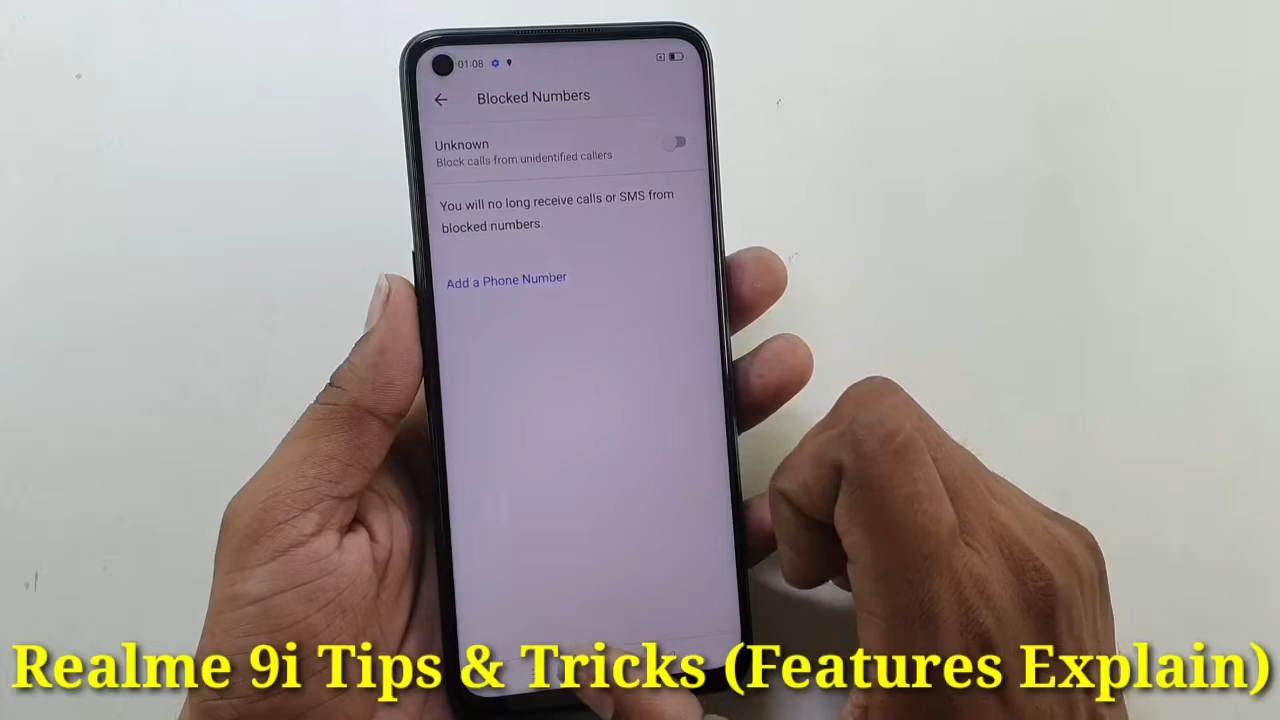 01:08
Blocked Numbers
Unknown
Block calls from unidentified callers
You will no long receive calls or SMS from
blocked numbers.
Add a Phone Number
Realme 9i Tips & Tricks (Features Explain)